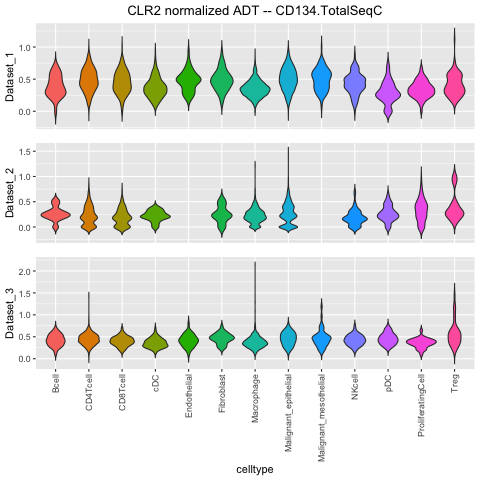 CLR2 normalized ADT -- CD134.TotalSeqC
Dataset_1
1.0
0.5
0.0
Dataset_2
1.5
1.0
0.5
0.0
Dataset_3
2.0
1.5
1.0
0.5
0.0
Bcell
CD4Tcell
CD8Tcell
cDC
Endothelial
Fibroblast
Macrophage
Malignant_epithelial
Malignant_mesothelial
NKcell
pDC
ProliferatingCell
Treg
celltype